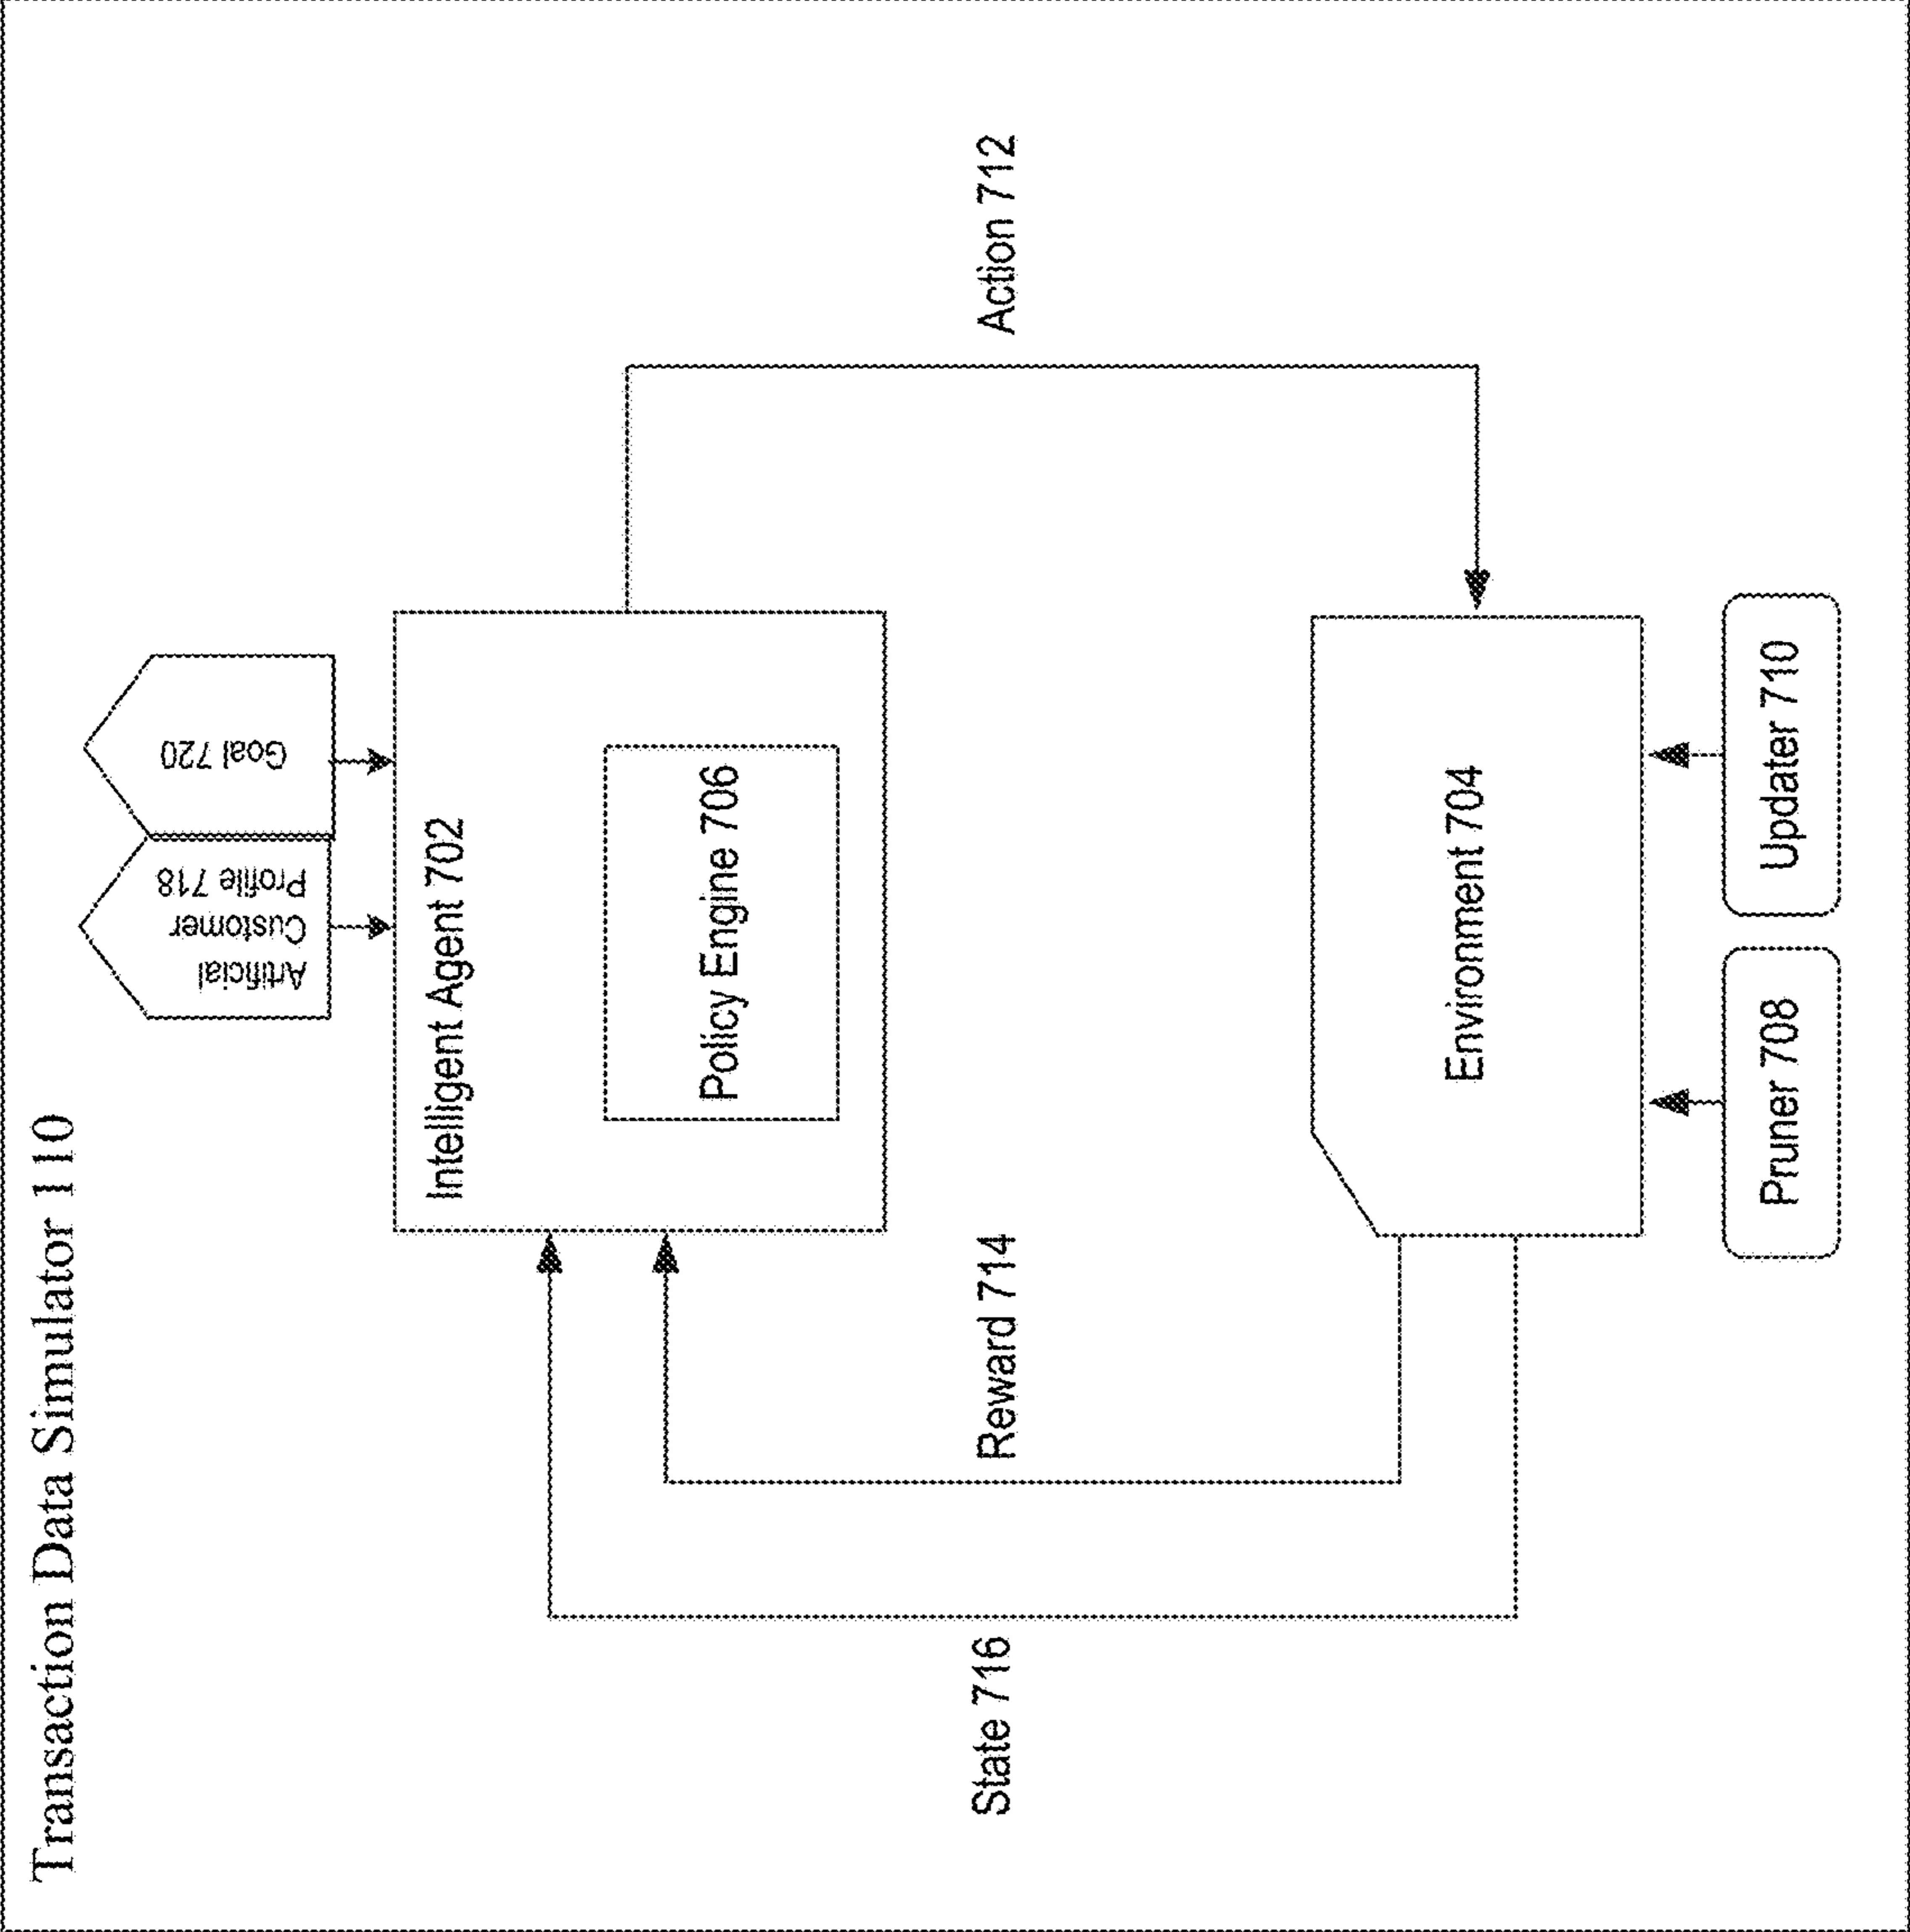 Transaction Data Simulator 110
Artificial
Customer
Profile 718
Goal 720
Intelligent Agent 702
Policy Engine 706
State 716
Reward 714
Action 712
Environment 704
Pruner 708
Updater 710